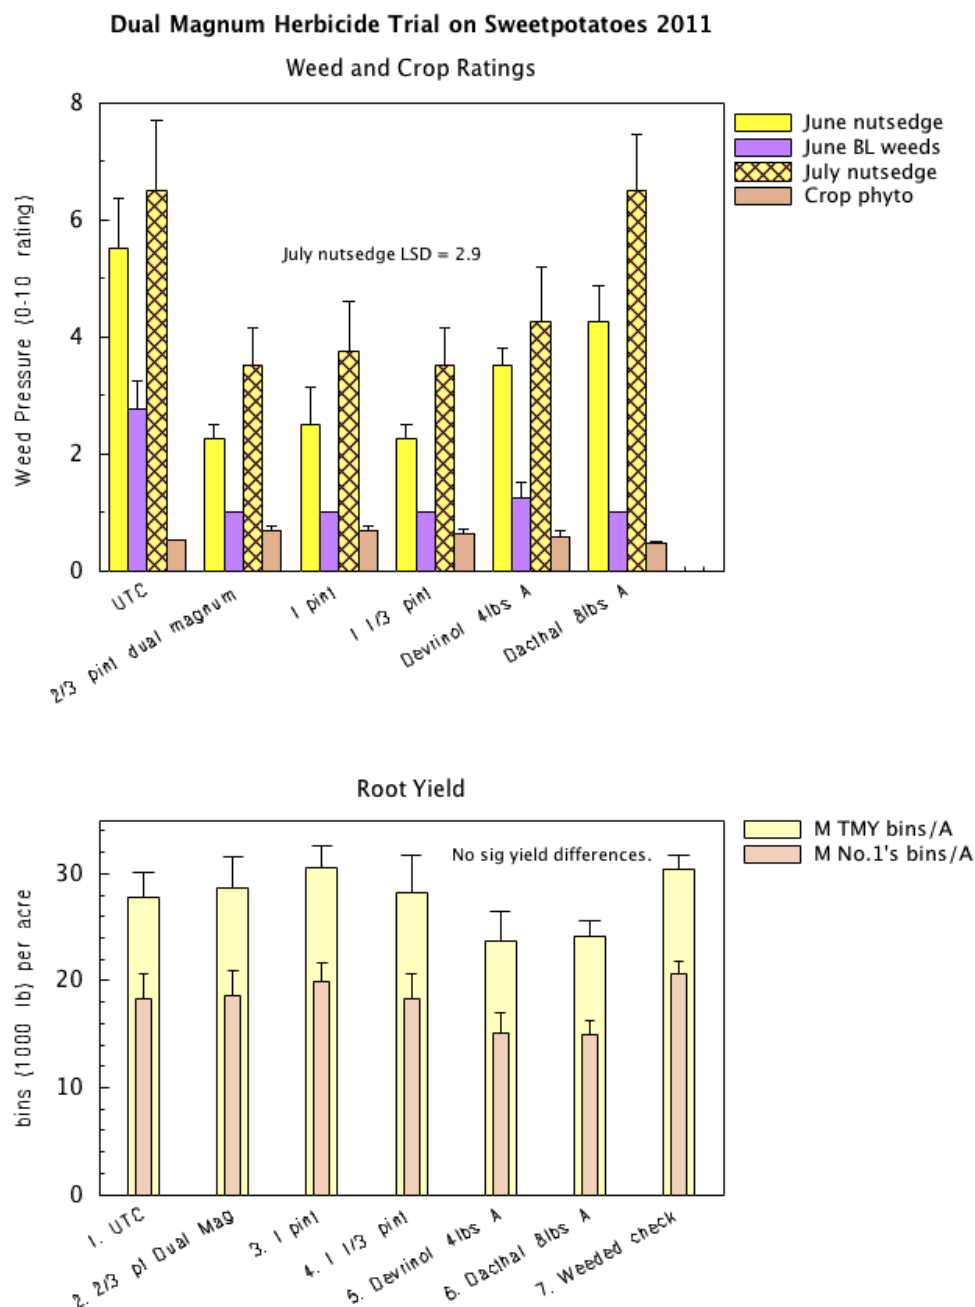 Dual Magnum Herbicide Trial on Sweetpotatoes 2011
Weed and Crop Ratings
8
6
4
2
0
Weed Pressure (0-10 rating)
July nutsedge LSD = 2.9
June nutsedge
June BL weeds
July nutsedge
Crop phyto
UTC
2/3 pint dual magnum
1 pint
1 1/3 pint
Devrinol 4lbs A
Dacthal 8lbs A
Root Yield
30
20
10
0
bins (1000 lb) per acre
No sig yield differences.
M TMY bins/A
M No.1's bins/A
1. UTC
2. 2/3 pt Dual Mag
3. 1 pint
4. 1 1/3 pint
5. Devrinol 4lbs A
6. Dacthal 8lbs A
7. Weeded check